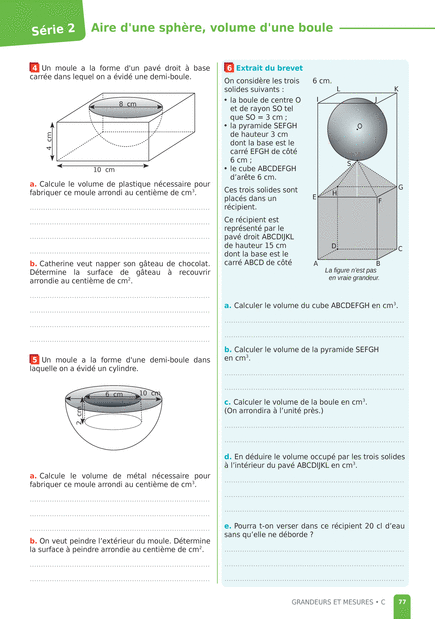 Série 2
Aire d'une sphère, volume d'une boule
4 Un moule a la forme d'un pavé droit à base
carrée dans lequel on a évidé une demi-boule.
8 cm
4 cm
10 cm
a. Calcule le volume de plastique nécessaire pour
fabriquer ce moule arrondi au centième de cm³.
b. Catherine veut napper son gâteau de chocolat.
Détermine la surface de gâteau à recouvrir
arrondie au centième de cm².
5 Un moule a la forme d'une demi-boule dans
laquelle on a évidé un cylindre.
6 cm
10 cm
2 cm
a. Calcule le volume de métal nécessaire pour
fabriquer ce moule arrondi au centième de cm³.
b. On veut peindre l'extérieur du moule. Détermine
la surface à peindre arrondie au centième de cm².
6 Extrait du brevet
On considère les trois
solides suivants :
• la boule de centre O
et de rayon SO tel
que SO = 3 cm ;
• la pyramide SEFGH
de hauteur 3 cm
dont la base est le
carré EFGH de côté
6 cm ;
• le cube ABCDEFGH
d'arête 6 cm.
Ces trois solides sont
placés dans un
récipient.
Ce récipient est
représenté par le
pavé droit ABCDIJKL
de hauteur 15 cm
dont la base est le
carré ABCD de côté
6 cm.
L
K
I
J
O
S
H
G
E
F
D
C
A
B
La figure n'est pas
en vraie grandeur.
a. Calculer le volume du cube ABCDEFGH en cm³.
b. Calculer le volume de la pyramide SEFGH
en cm³.
c. Calculer le volume de la boule en cm³.
(On arrondira à l'unité près.)
d. En déduire le volume occupé par les trois solides
à l'intérieur du pavé ABCDIJKL en cm³.
e. Pourra t-on verser dans ce récipient 20 cl d'eau
sans qu'elle ne déborde ?
GRANDEURS ET MESURES • C
77